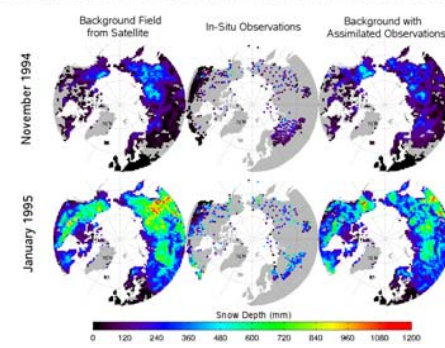 Background Field
from Satellite
In-Situ Observations
Background with
Assimilated Observations
November 1994
January 1995
Snow Depth (mm)
0 120 240 360 480 600 720 840 960 1080 1200